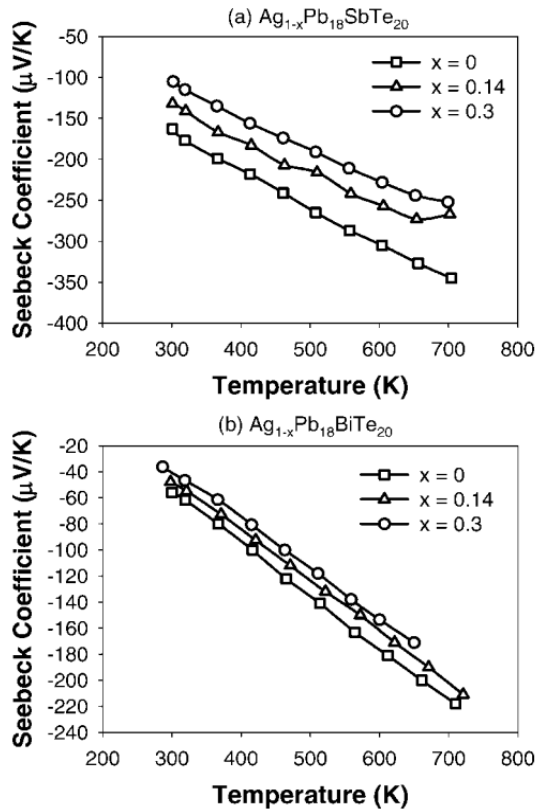 (a) Ag₁₋ₓPb₁₈SbTe₂₀
Seebeck Coefficient (μV/K)
-50
-100
-150
-200
-250
-300
-350
-400
x = 0
x = 0.14
x = 0.3
200 300 400 500 600 700 800
Temperature (K)
(b) Ag₁₋ₓPb₁₈BiTe₂₀
Seebeck Coefficient (μV/K)
-20
-40
-60
-80
-100
-120
-140
-160
-180
-200
-220
-240
x = 0
x = 0.14
x = 0.3
200 300 400 500 600 700 800
Temperature (K)